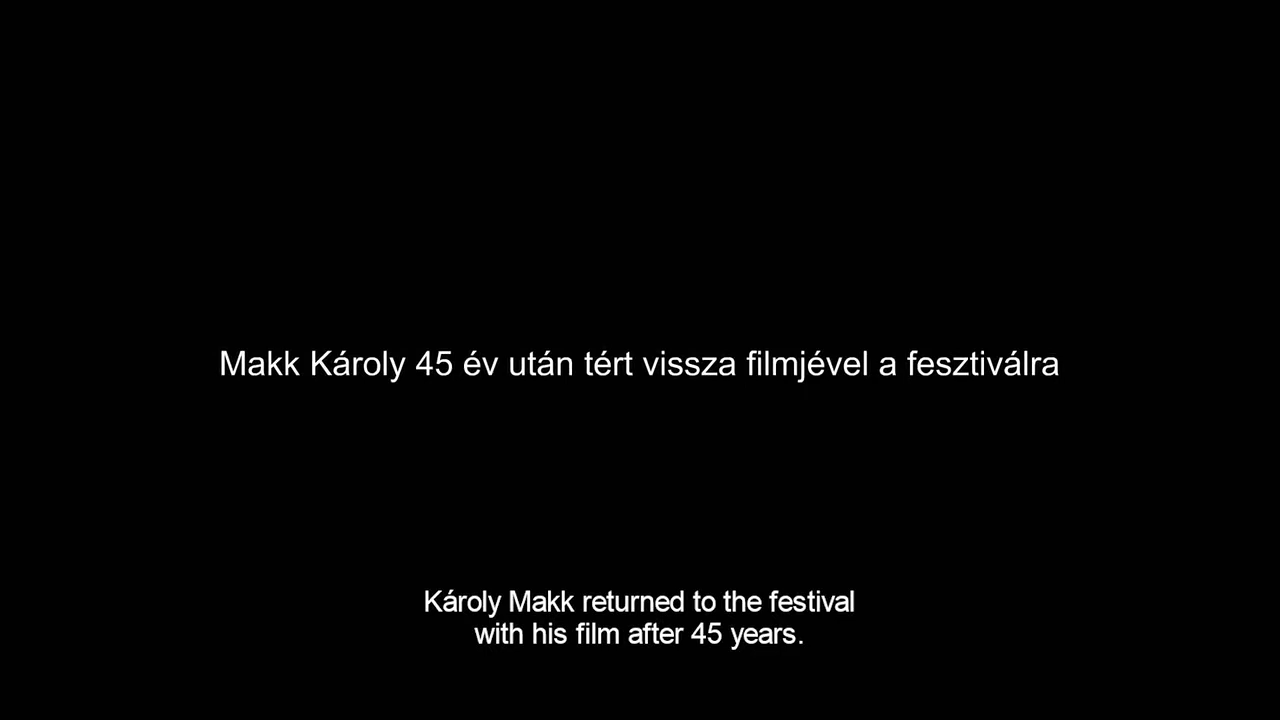 Makk Károly 45 év után tért vissza filmjével a fesztiválra
Károly Makk returned to the festival
with his film after 45 years.